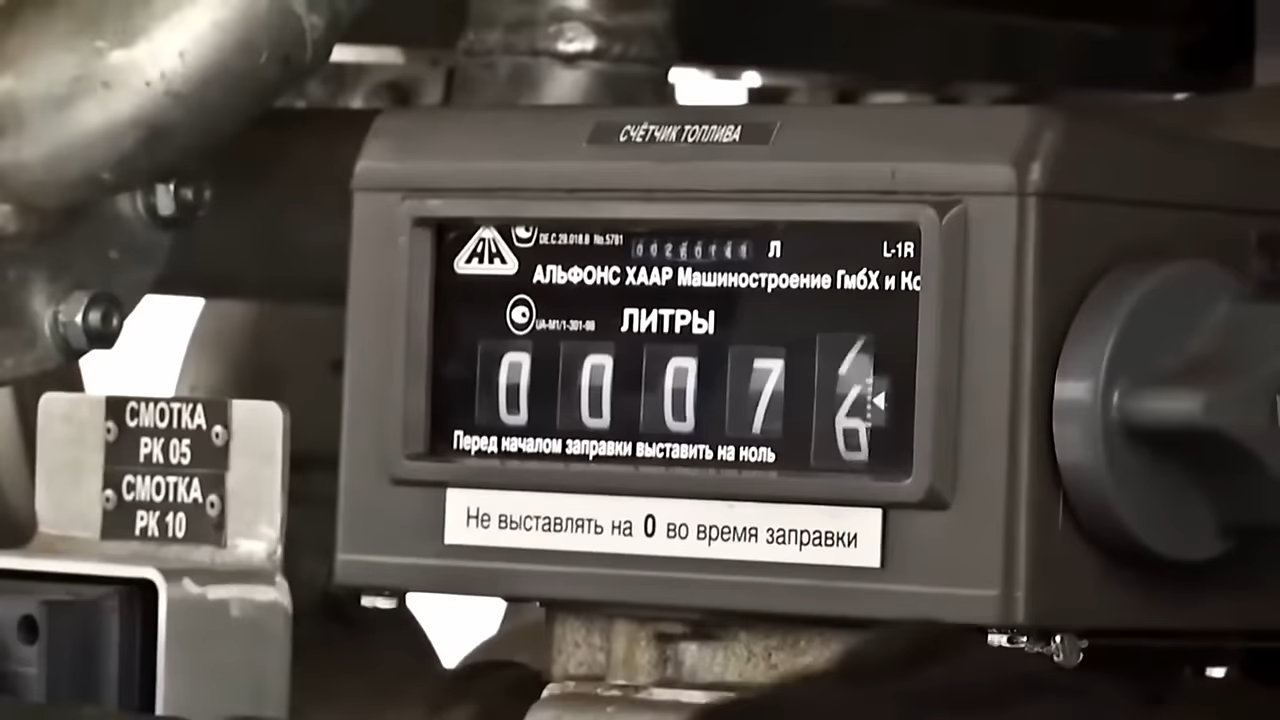 СЧЁТЧИК ТОПЛИВА
АН
DE.C.29.018.B No.5781
Л
L-1R
АЛЬФОНС ХААР Машиностроение ГмбХ и Ко
UA-M1/1-301-98
ЛИТРЫ
0 0 0 7 6
Перед началом заправки выставить на ноль
Не выставлять на 0 во время заправки
СМОТКА
РК 05
СМОТКА
РК 10